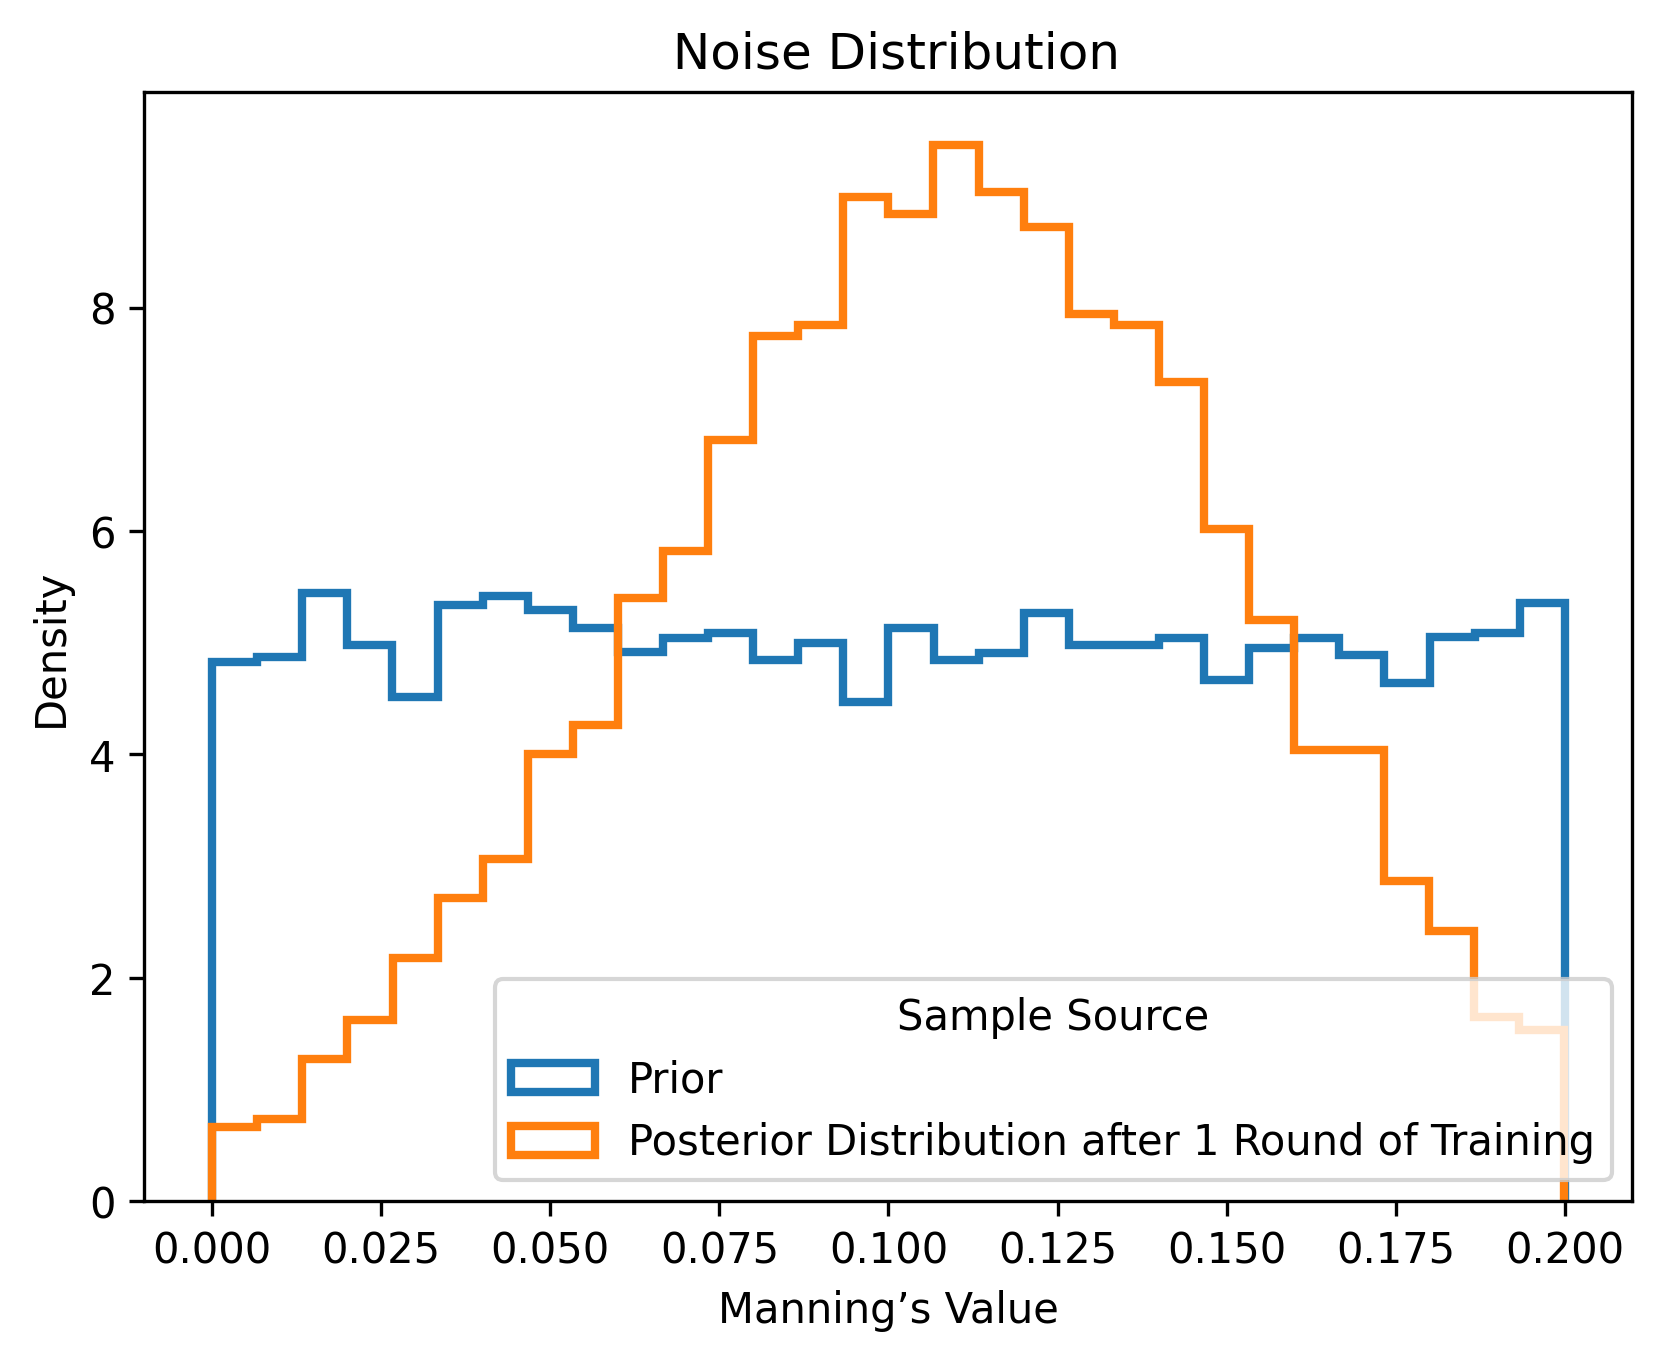 Noise Distribution
Density
8
6
4
2
0
Sample Source
Prior
Posterior Distribution after 1 Round of Training
0.000 0.025 0.050 0.075 0.100 0.125 0.150 0.175 0.200
Manning’s Value